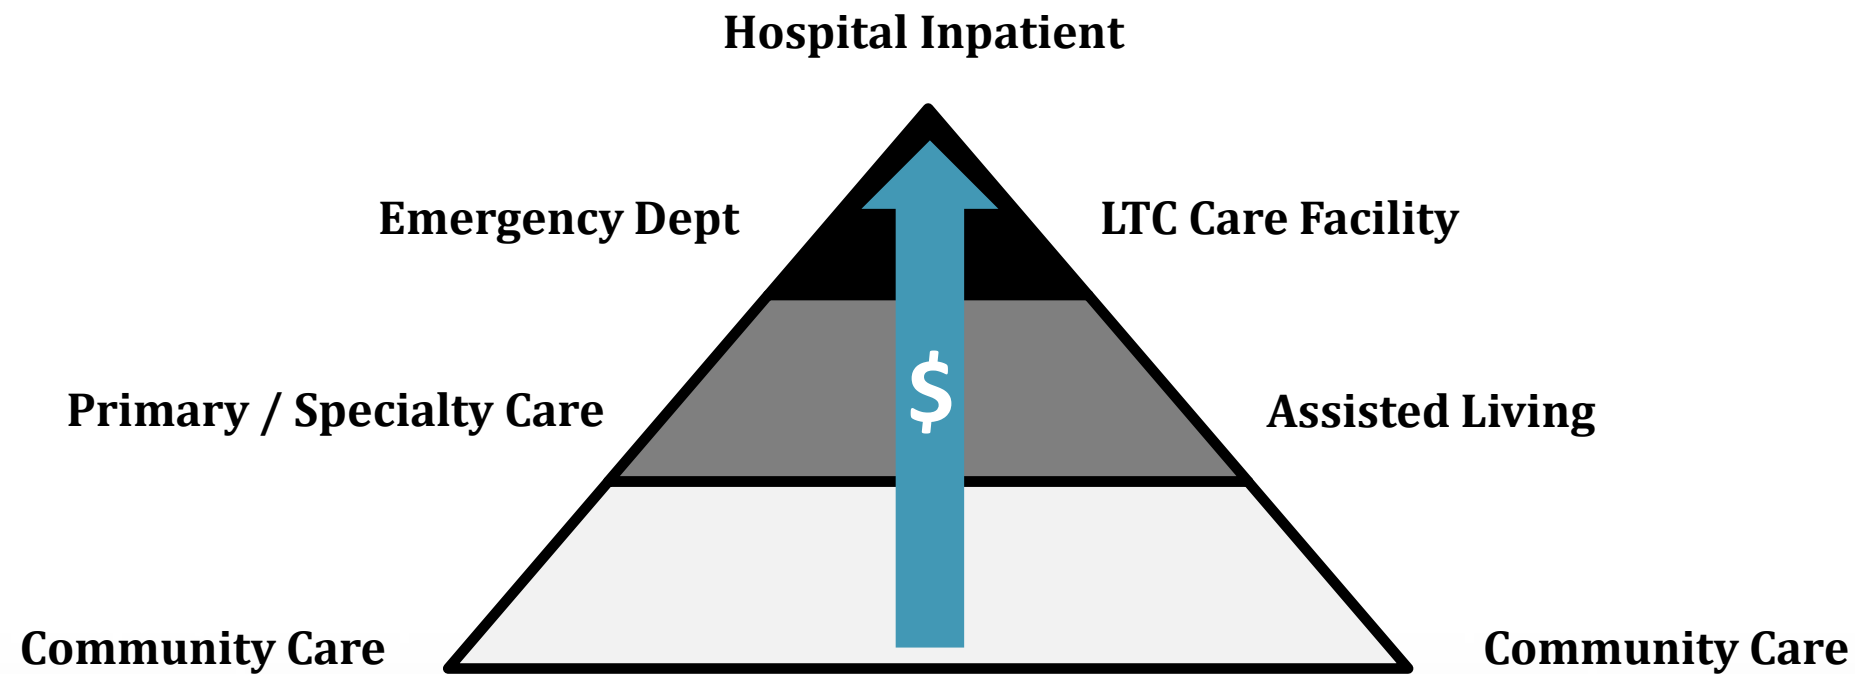 Hospital Inpatient
Emergency Dept
LTC Care Facility
$
Primary / Specialty Care
Assisted Living
Community Care
Community Care